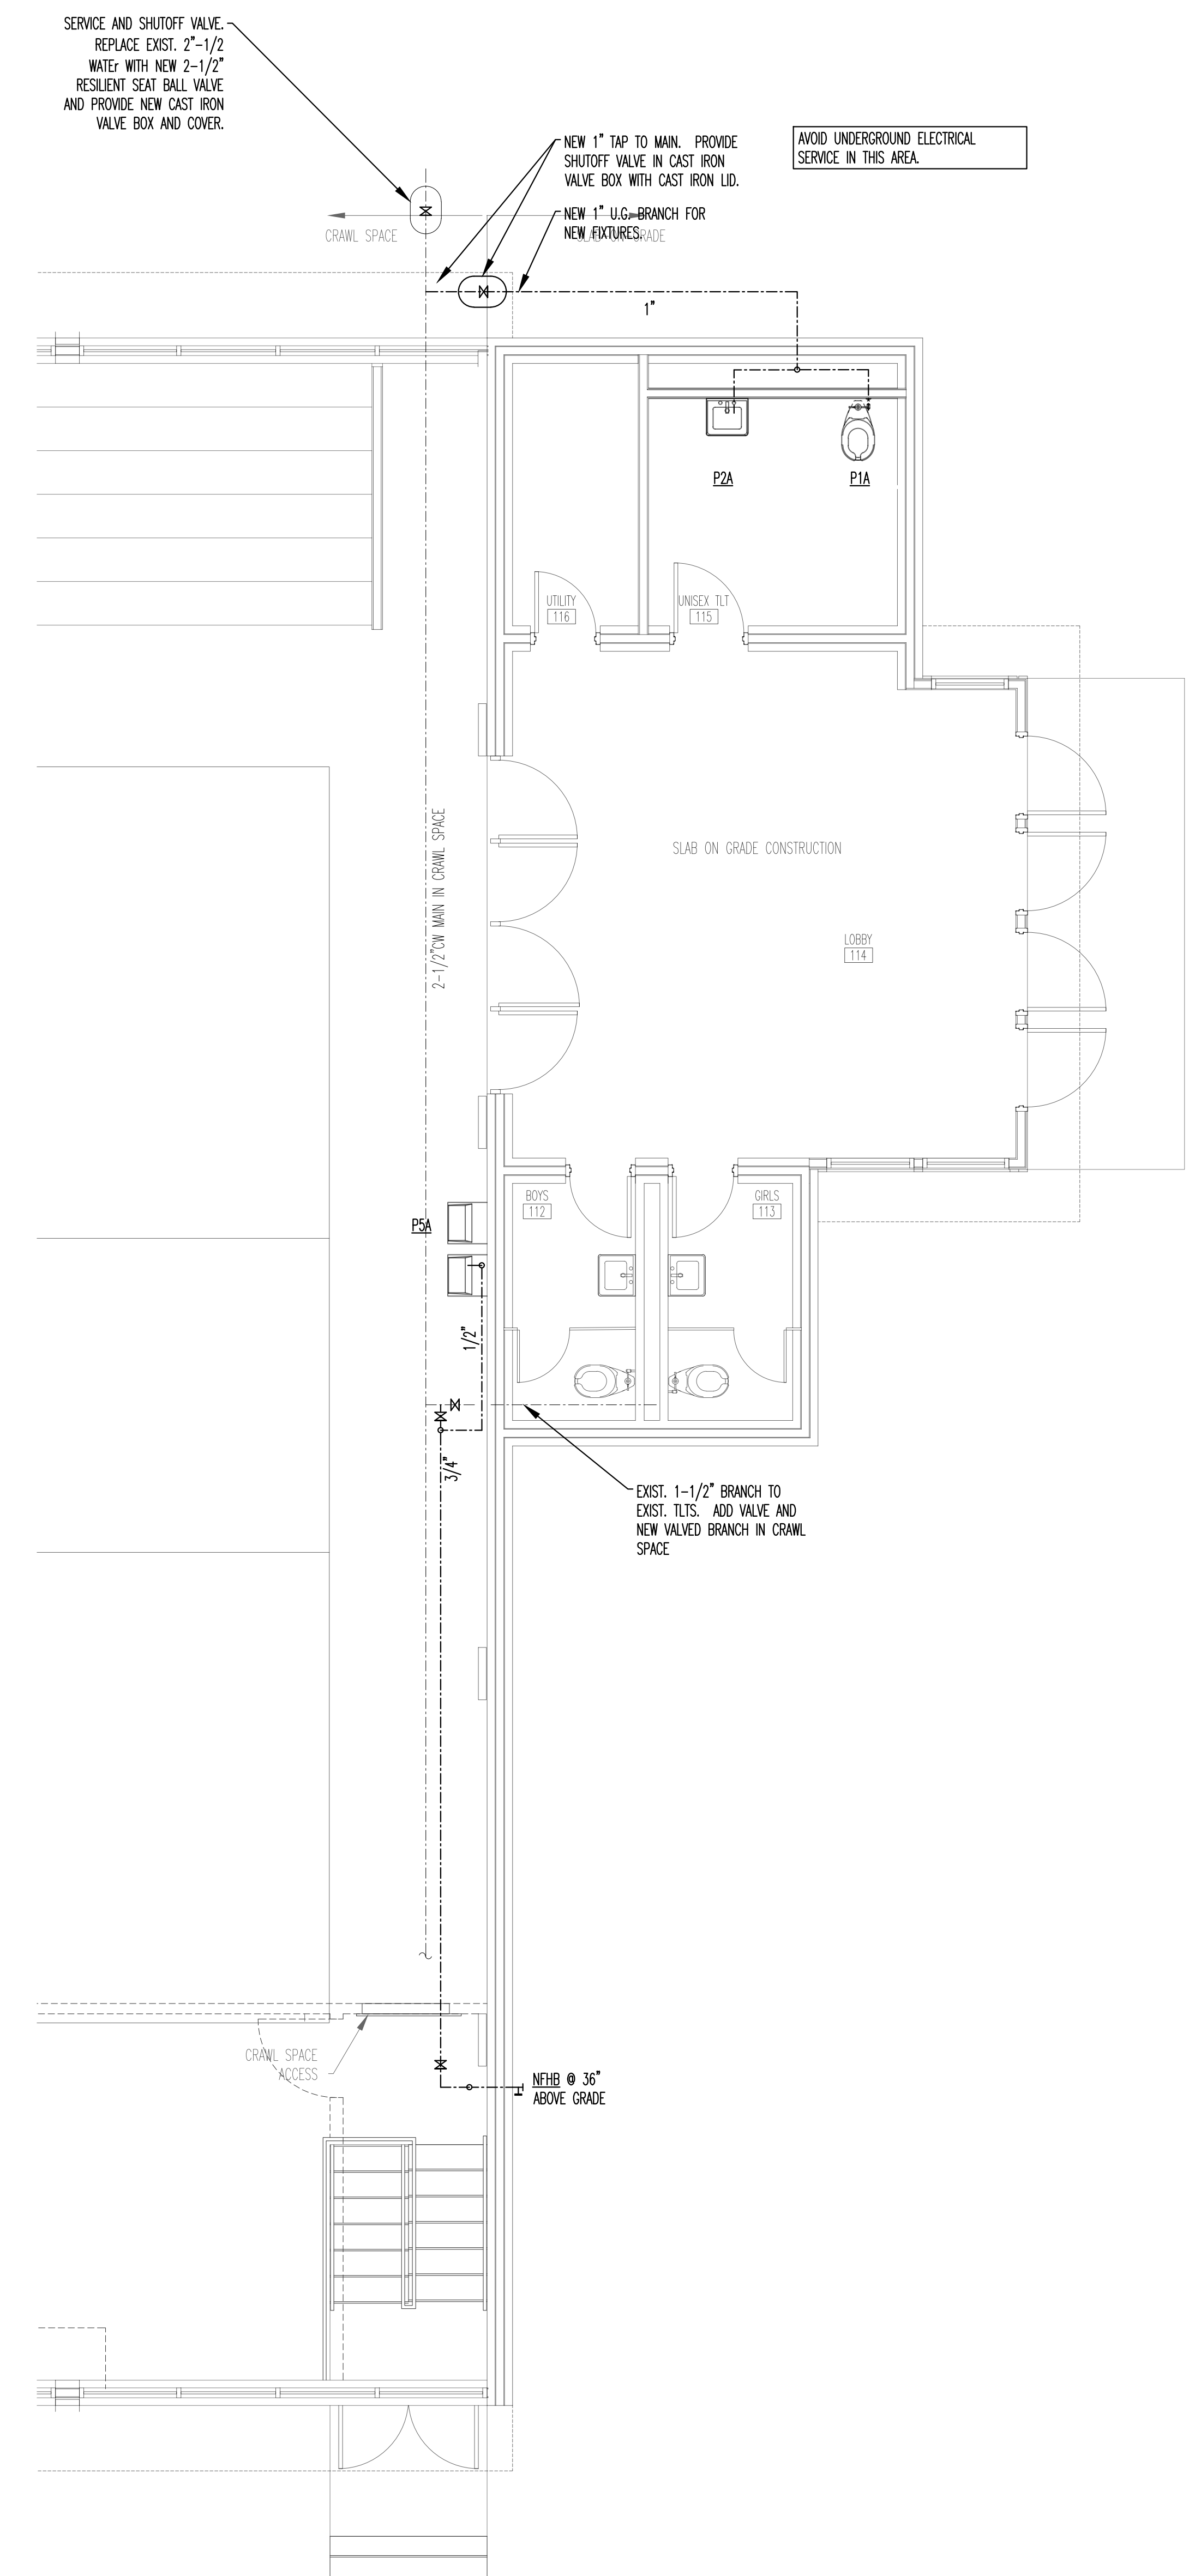 SERVICE AND SHUTOFF VALVE.
REPLACE EXIST. 2"-1/2
WATEr WITH NEW 2-1/2"
RESILIENT SEAT BALL VALVE
AND PROVIDE NEW CAST IRON
VALVE BOX AND COVER.
NEW 1" TAP TO MAIN. PROVIDE
SHUTOFF VALVE IN CAST IRON
VALVE BOX WITH CAST IRON LID.
AVOID UNDERGROUND ELECTRICAL
SERVICE IN THIS AREA.
NEW 1" U.G. BRANCH FOR
NEW FIXTURES.
CRAWL SPACE
SLAB ON GRADE
1"
P2A
P1A
UTILITY
116
UNISEX TLT
115
2-1/2"CW MAIN IN CRAWL SPACE
SLAB ON GRADE CONSTRUCTION
LOBBY
114
BOYS
112
GIRLS
113
P5A
1/2"
3/4"
EXIST. 1-1/2" BRANCH TO
EXIST. TLTS. ADD VALVE AND
NEW VALVED BRANCH IN CRAWL
SPACE
CRAWL SPACE
ACCESS
NFHB @ 36"
ABOVE GRADE